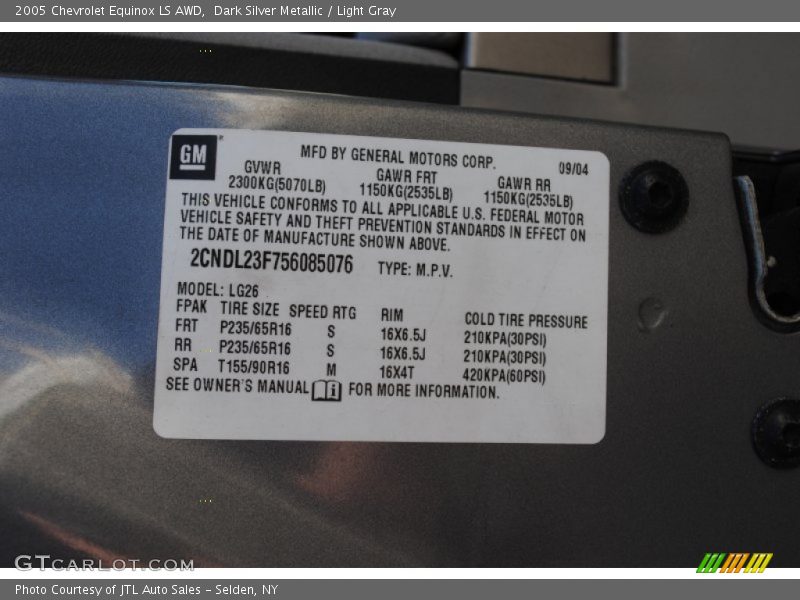 2005 Chevrolet Equinox LS AWD,  Dark Silver Metallic / Light Gray
GM
MFD BY GENERAL MOTORS CORP.
09/04
GVWR GAWR FRT GAWR RR
2300KG(5070LB) 1150KG(2535LB) 1150KG(2535LB)
THIS VEHICLE CONFORMS TO ALL APPLICABLE U.S. FEDERAL MOTOR
VEHICLE SAFETY AND THEFT PREVENTION STANDARDS IN EFFECT ON
THE DATE OF MANUFACTURE SHOWN ABOVE.
2CNDL23F756085076 TYPE: M.P.V.
MODEL: LG26
FPAK TIRE SIZE SPEED RTG RIM COLD TIRE PRESSURE
FRT P235/65R16 S 16X6.5J 210KPA(30PSI)
RR P235/65R16 S 16X6.5J 210KPA(30PSI)
SPA T155/90R16 M 16X4T 420KPA(60PSI)
SEE OWNER'S MANUAL FOR MORE INFORMATION.
GTCARLOT.COM
Photo Courtesy of JTL Auto Sales - Selden, NY